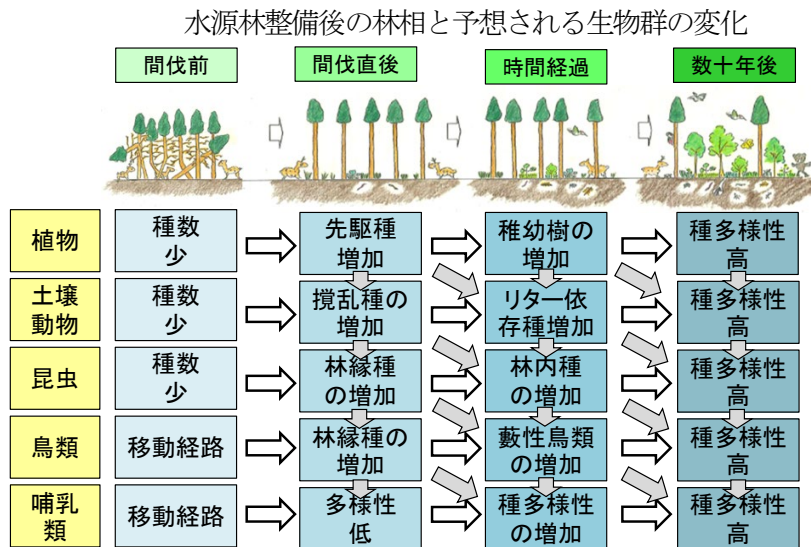 水源林整備後の林相と予想される生物群の変化
間伐前
間伐直後
時間経過
数十年後
植物
種数
少
先駆種
増加
稚幼樹の
増加
種多様性
高
土壌
動物
種数
少
撹乱種の
増加
リター依
存種増加
種多様性
高
昆虫
種数
少
林縁種
の増加
林内種
の増加
種多様性
高
鳥類
移動経路
林縁種の
増加
藪性鳥類
の増加
種多様性
高
哺乳
類
移動経路
多様性
低
種多様性
の増加
種多様性
高